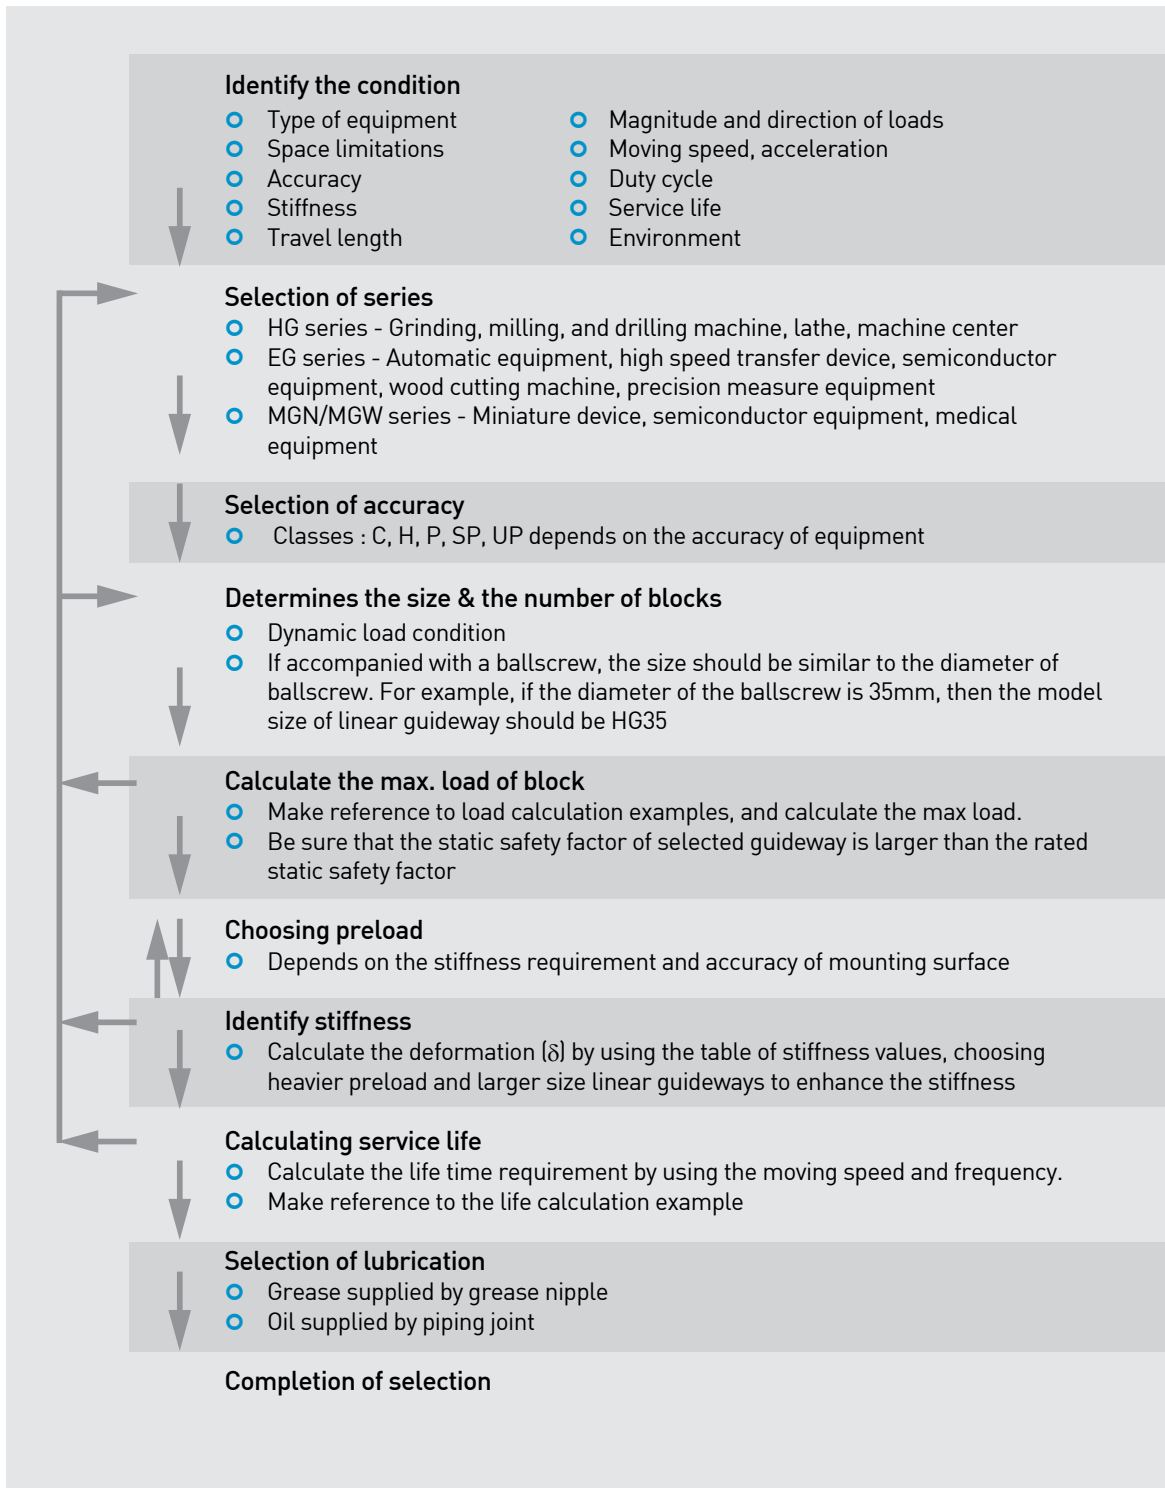 Identify the condition
Type of equipment
Space limitations
Accuracy
Stiffness
Travel length
Magnitude and direction of loads
Moving speed, acceleration
Duty cycle
Service life
Environment
Selection of series
HG series - Grinding, milling, and drilling machine, lathe, machine center
EG series - Automatic equipment, high speed transfer device, semiconductor
equipment, wood cutting machine, precision measure equipment
MGN/MGW series - Miniature device, semiconductor equipment, medical
equipment
Selection of accuracy
Classes : C, H, P, SP, UP depends on the accuracy of equipment
Determines the size & the number of blocks
Dynamic load condition
If accompanied with a ballscrew, the size should be similar to the diameter of
ballscrew. For example, if the diameter of the ballscrew is 35mm, then the model
size of linear guideway should be HG35
Calculate the max. load of block
Make reference to load calculation examples, and calculate the max load.
Be sure that the static safety factor of selected guideway is larger than the rated
static safety factor
Choosing preload
Depends on the stiffness requirement and accuracy of mounting surface
Identify stiffness
Calculate the deformation (δ) by using the table of stiffness values, choosing
heavier preload and larger size linear guideways to enhance the stiffness
Calculating service life
Calculate the life time requirement by using the moving speed and frequency.
Make reference to the life calculation example
Selection of lubrication
Grease supplied by grease nipple
Oil supplied by piping joint
Completion of selection